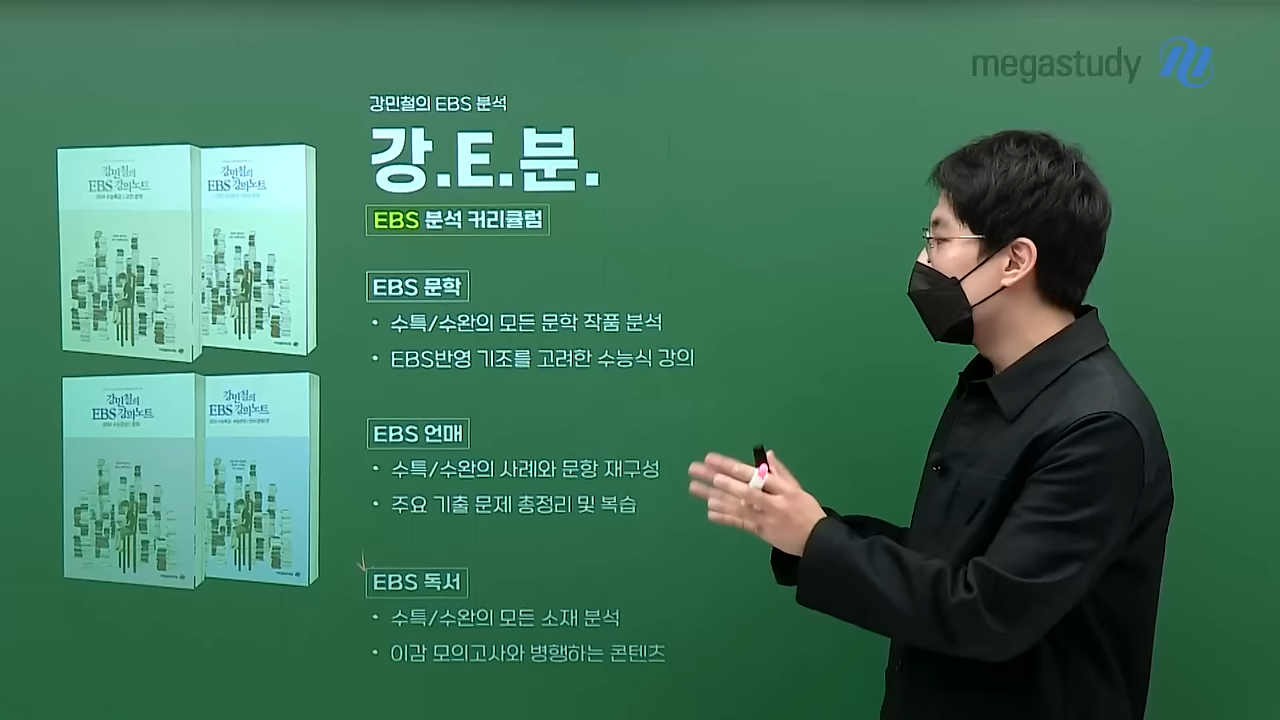 megastudy
강민철의 EBS 분석
강.E.분.
EBS 분석 커리큘럼
EBS 문학
• 수특/수완의 모든 문학 작품 분석
• EBS반영 기조를 고려한 수능식 강의
EBS 언매
• 수특/수완의 사례와 문항 재구성
• 주요 기출 문제 총정리 및 복습
EBS 독서
• 수특/수완의 모든 소재 분석
• 이감 모의고사와 병행하는 콘텐츠
강민철의
EBS 강의노트
강민철의
EBS 강의노트
강민철의
EBS 강의노트
강민철의
EBS 강의노트